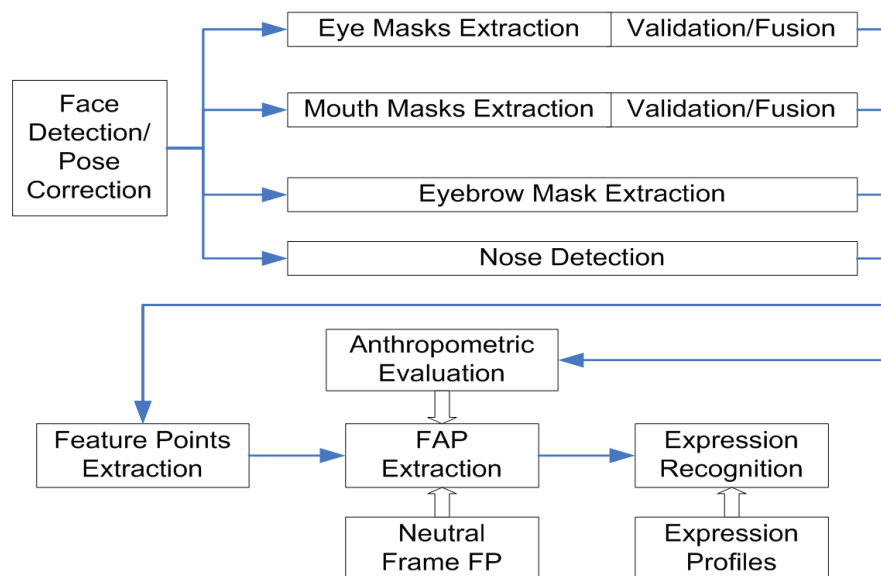 Face
Detection/
Pose
Correction
Eye Masks Extraction
Validation/Fusion
Mouth Masks Extraction
Validation/Fusion
Eyebrow Mask Extraction
Nose Detection
Anthropometric
Evaluation
Feature Points
Extraction
FAP
Extraction
Expression
Recognition
Neutral
Frame FP
Expression
Profiles